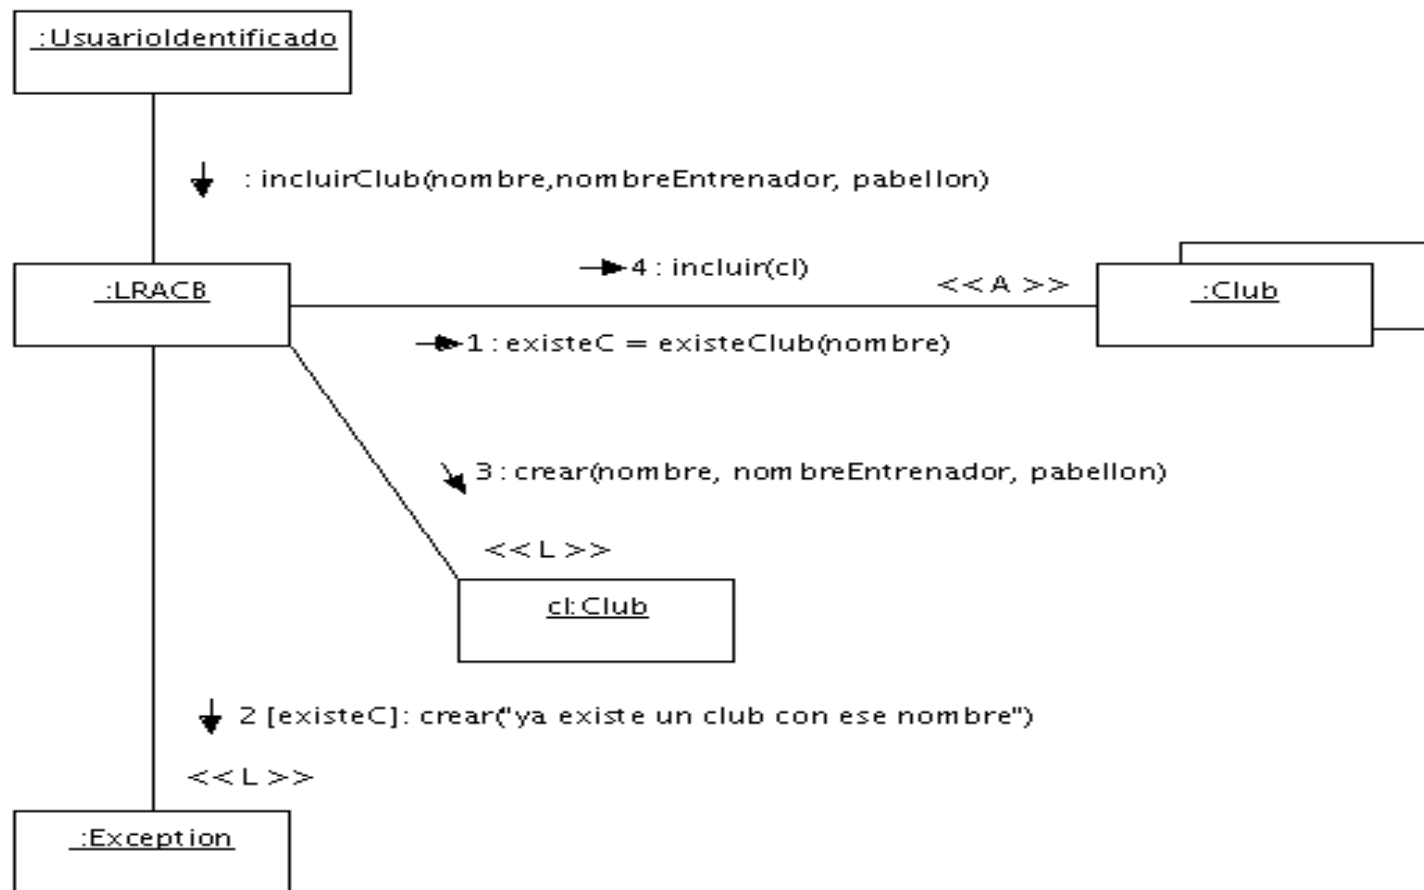 :UsuarioIdentificado
: incluirClub(nombre,nombreEntrenador, pabellon)
4 : incluir(cl)
<<A >>
:LRACB
:Club
1 : existeC = existeClub(nombre)
3 : crear(nombre, nombreEntrenador, pabellon)
<<L >>
cl:Club
2 [existeC]: crear("ya existe un club con ese nombre")
<<L >>
:Exception